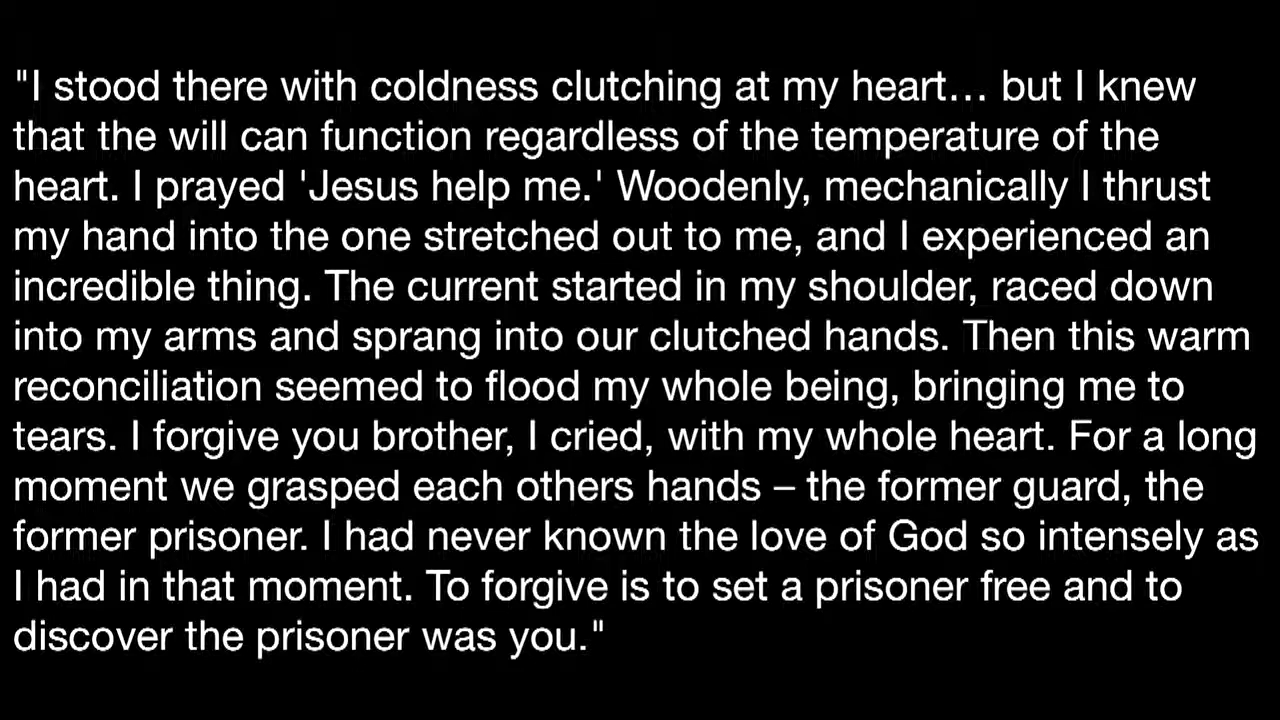 "I stood there with coldness clutching at my heart… but I knew
that the will can function regardless of the temperature of the
heart. I prayed 'Jesus help me.' Woodenly, mechanically I thrust
my hand into the one stretched out to me, and I experienced an
incredible thing. The current started in my shoulder, raced down
into my arms and sprang into our clutched hands. Then this warm
reconciliation seemed to flood my whole being, bringing me to
tears. I forgive you brother, I cried, with my whole heart. For a long
moment we grasped each others hands – the former guard, the
former prisoner. I had never known the love of God so intensely as
I had in that moment. To forgive is to set a prisoner free and to
discover the prisoner was you."